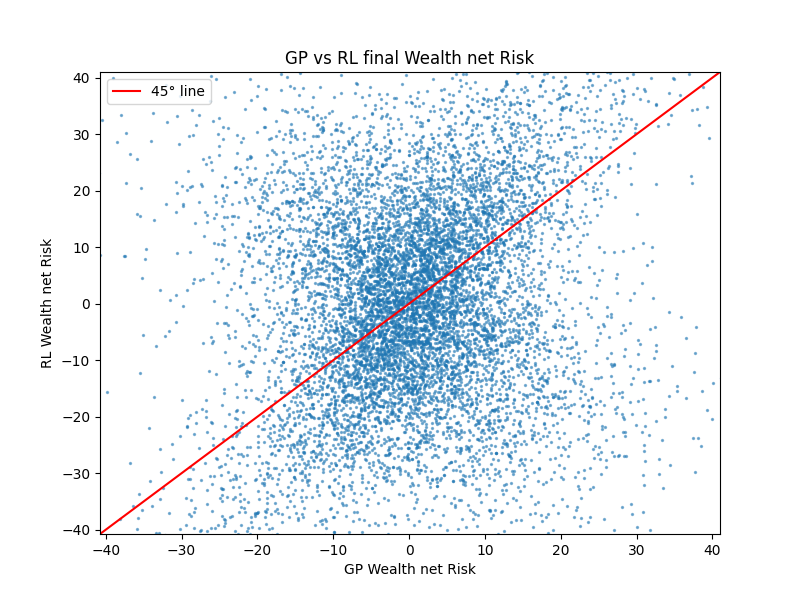 GP vs RL final Wealth net Risk
45° line
RL Wealth net Risk
40
30
20
10
0
−10
−20
−30
−40
−40 −30 −20 −10 0 10 20 30 40
GP Wealth net Risk